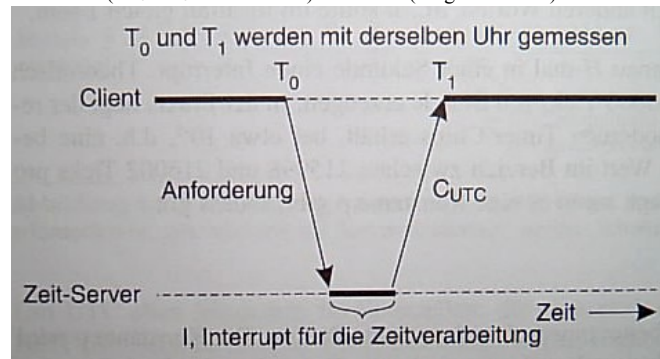 T0 und T1 werden mit derselben Uhr gemessen
T0
T1
Client
Anforderung
CUTC
Zeit-Server
Zeit
I, Interrupt für die Zeitverarbeitung